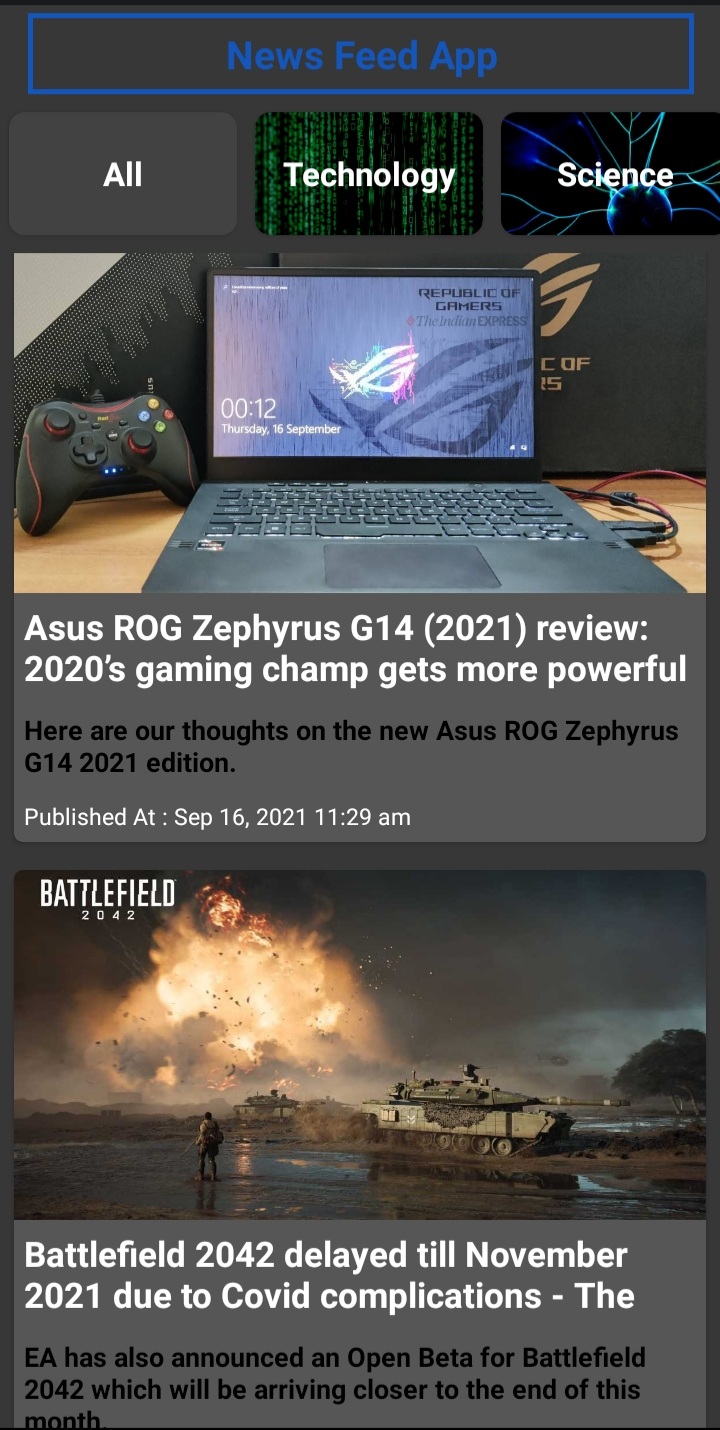 News Feed App
All
Technology
Science
REPUBLIC OF
GAMERS
The Indian EXPRESS
00:12
Thursday, 16 September
C OF
RS
Asus ROG Zephyrus G14 (2021) review:
2020’s gaming champ gets more powerful
Here are our thoughts on the new Asus ROG Zephyrus
G14 2021 edition.
Published At : Sep 16, 2021 11:29 am
BATTLEFIELD
2042
Battlefield 2042 delayed till November
2021 due to Covid complications - The
EA has also announced an Open Beta for Battlefield
2042 which will be arriving closer to the end of this
month.